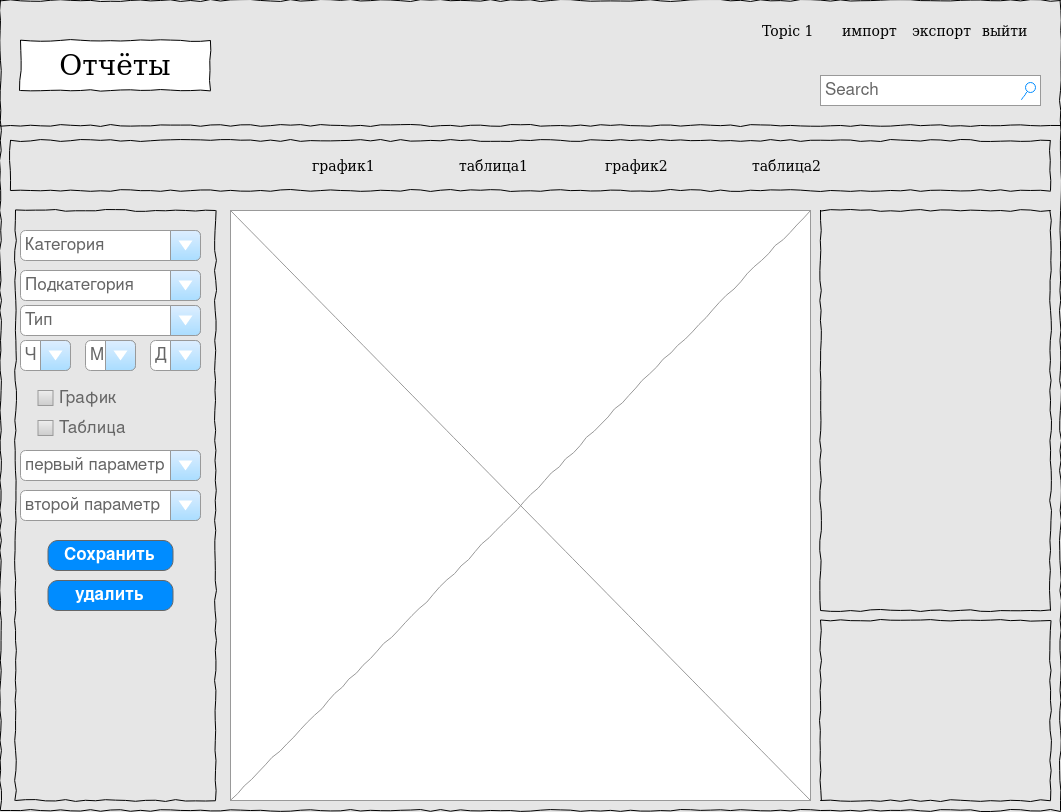 Topic 1 импорт экспорт выйти
Отчёты
Search
график1 таблица1 график2 таблица2
Категория
Подкатегория
Тип
Ч М Д
График
Таблица
первый параметр
второй параметр
Сохранить
удалить